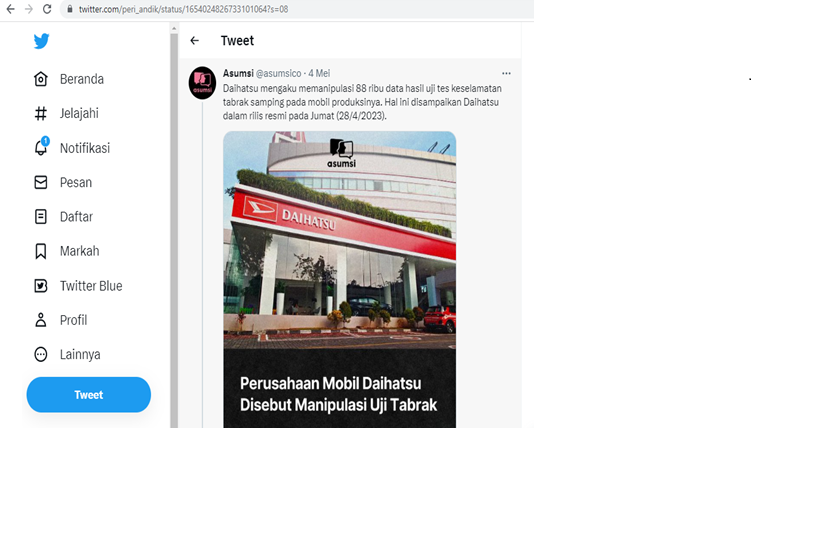 twitter.com/peri_andik/status/1654024826733101064?s=08
Tweet
Beranda
Jelajahi
1
Notifikasi
Pesan
Daftar
Markah
Twitter Blue
Profil
Lainnya
Tweet
asumsi
Asumsi @asumsico · 4 Mei
Daihatsu mengaku memanipulasi 88 ribu data hasil uji tes keselamatan
tabrak samping pada mobil produksinya. Hal ini disampaikan Daihatsu
dalam rilis resmi pada Jumat (28/4/2023).
asumsi
DAIHATSU
Perusahaan Mobil Daihatsu
Disebut Manipulasi Uji Tabrak